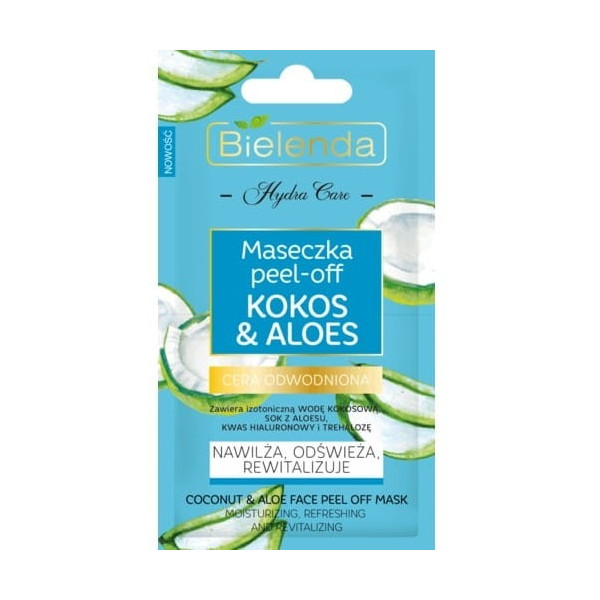 NOWOŚĆ
Bielenda
– Hydra Care –
Maseczka
peel-off
KOKOS
& ALOES
CERA ODWODNIONA
Zawiera izotoniczną WODĘ KOKOSOWĄ,
SOK Z ALOESU,
KWAS HIALURONOWY i TREHALOZĘ
NAWILŻA, ODŚWIEŻA,
REWITALIZUJE
COCONUT & ALOE FACE PEEL OFF MASK
MOISTURIZING, REFRESHING
AND REVITALIZING